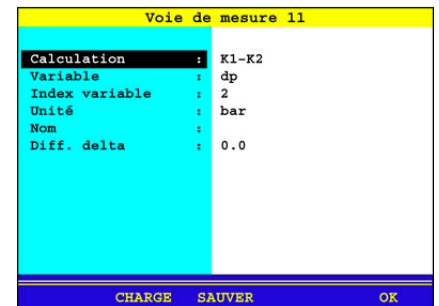 Voie de mesure 11
Calculation : K1-K2
Variable : dp
Index variable : 2
Unité : bar
Nom :
Diff. delta : 0.0
CHARGE SAUVER OK